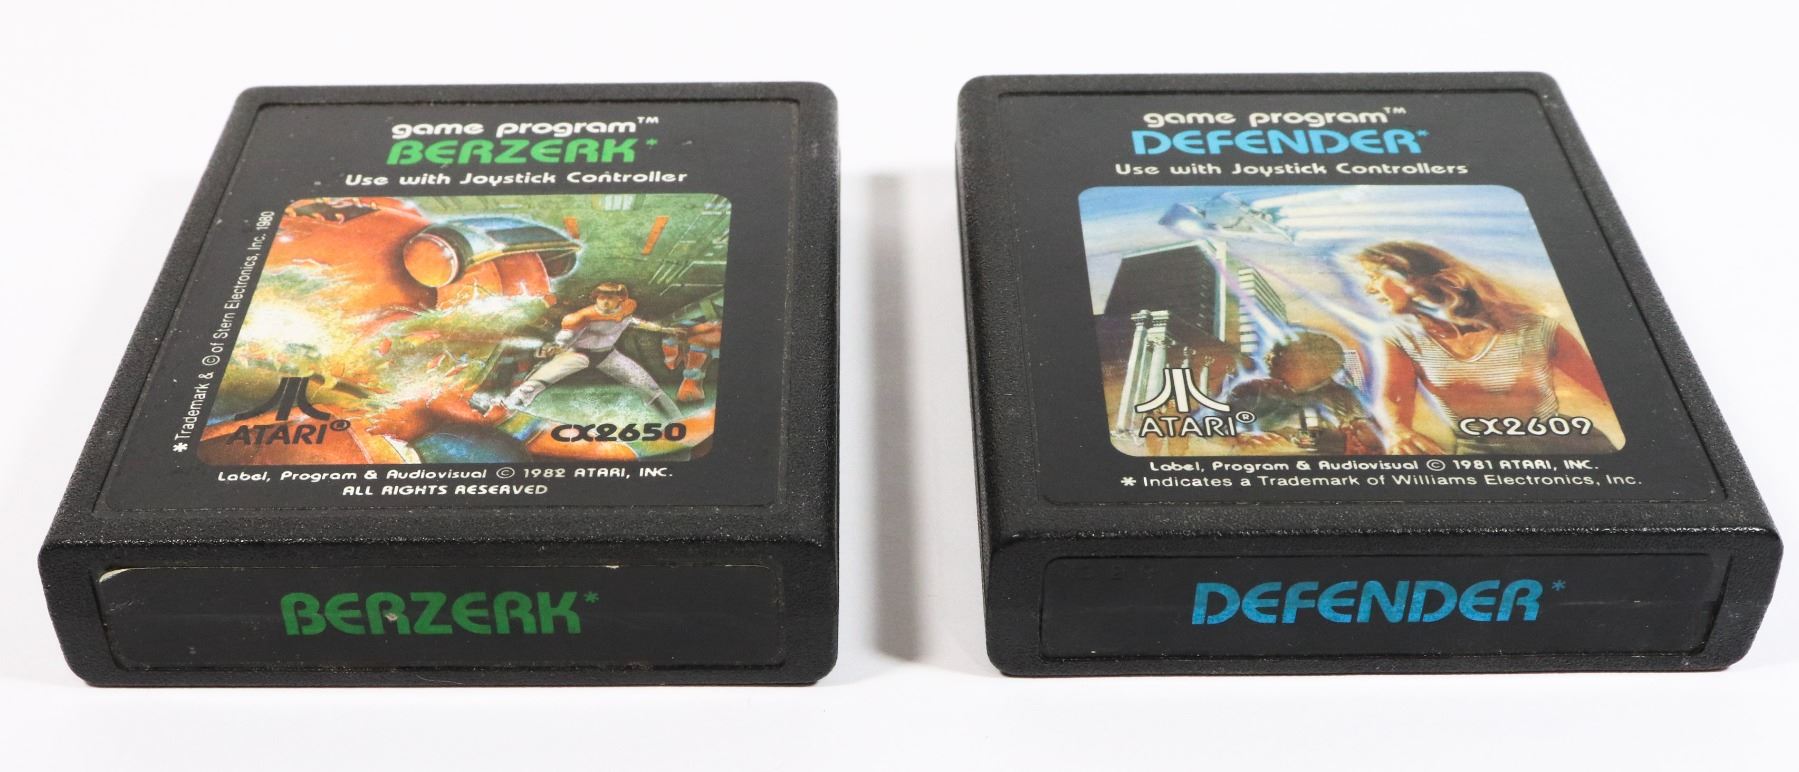 game program™
BERZERK*
Use with Joystick Controller
*Trademark & © of Stern Electronics, Inc. 1980
ATARI®
CX2650
Label, Program & Audiovisual © 1982 ATARI, INC.
ALL RIGHTS RESERVED
BERZERK*
game program™
DEFENDER*
Use with Joystick Controllers
ATARI®
CX2609
Label, Program & Audiovisual © 1981 ATARI, INC.
* Indicates a Trademark of Williams Electronics, Inc.
DEFENDER*